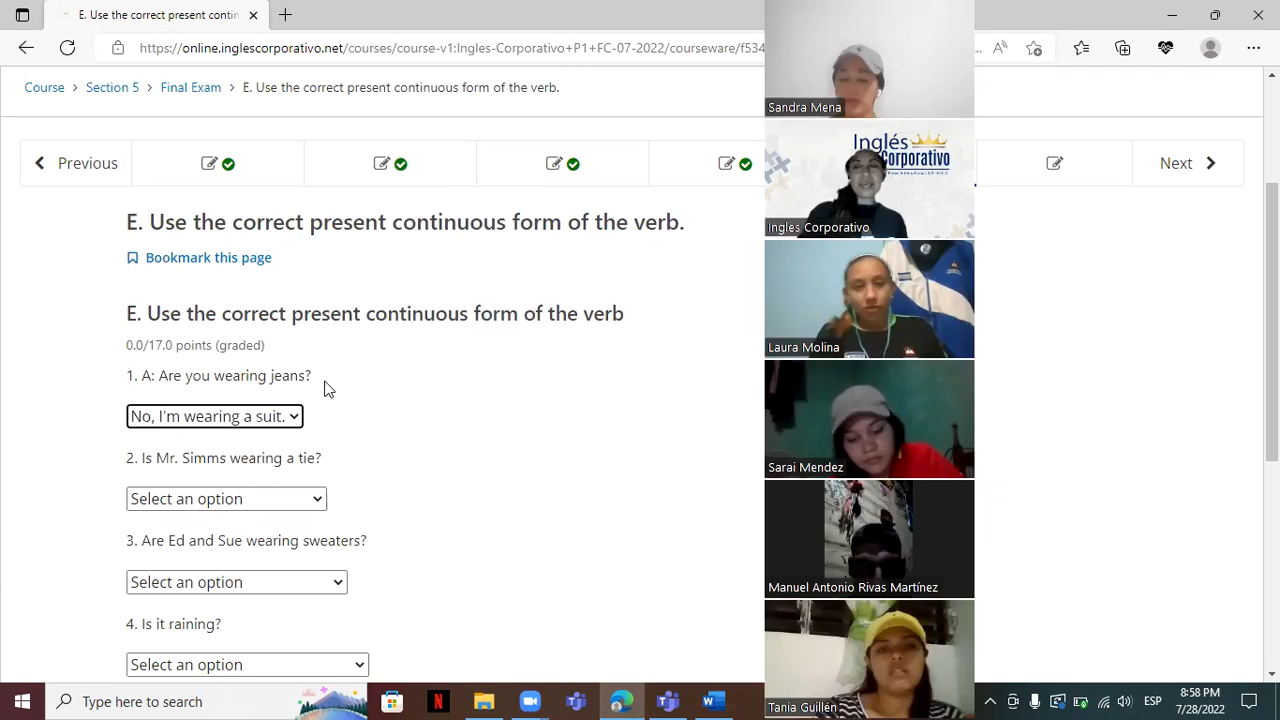 E. Use the correct present conti
https://online.inglescorporativo.net/courses/course-v1:Ingles-Corporativo+P1+FC-07-2022/courseware/f534
Course > Section 5 > Final Exam > E. Use the correct present continuous form of the verb.
Previous
Next
E. Use the correct present continuous form of the verb.
Bookmark this page
E. Use the correct present continuous form of the verb
0.0/17.0 points (graded)
1. A: Are you wearing jeans?
No, I'm wearing a suit.
2. Is Mr. Simms wearing a tie?
Select an option
3. Are Ed and Sue wearing sweaters?
Select an option
4. Is it raining?
Select an option
Sandra Mena
Inglés
Corporativo
Ingles Corporativo
Laura Molina
Sarai Mendez
Manuel Antonio Rivas Martínez
Tania Guillén
Type here to search
ESP
8:58 PM
7/28/2022